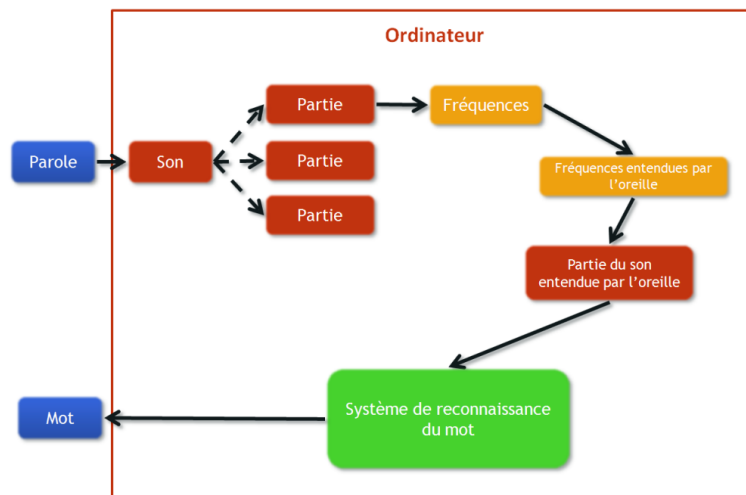 Ordinateur
Partie
Fréquences
Parole
Son
Partie
Fréquences entendues par
l'oreille
Partie
Partie du son
entendue par l'oreille
Système de reconnaissance
du mot
Mot